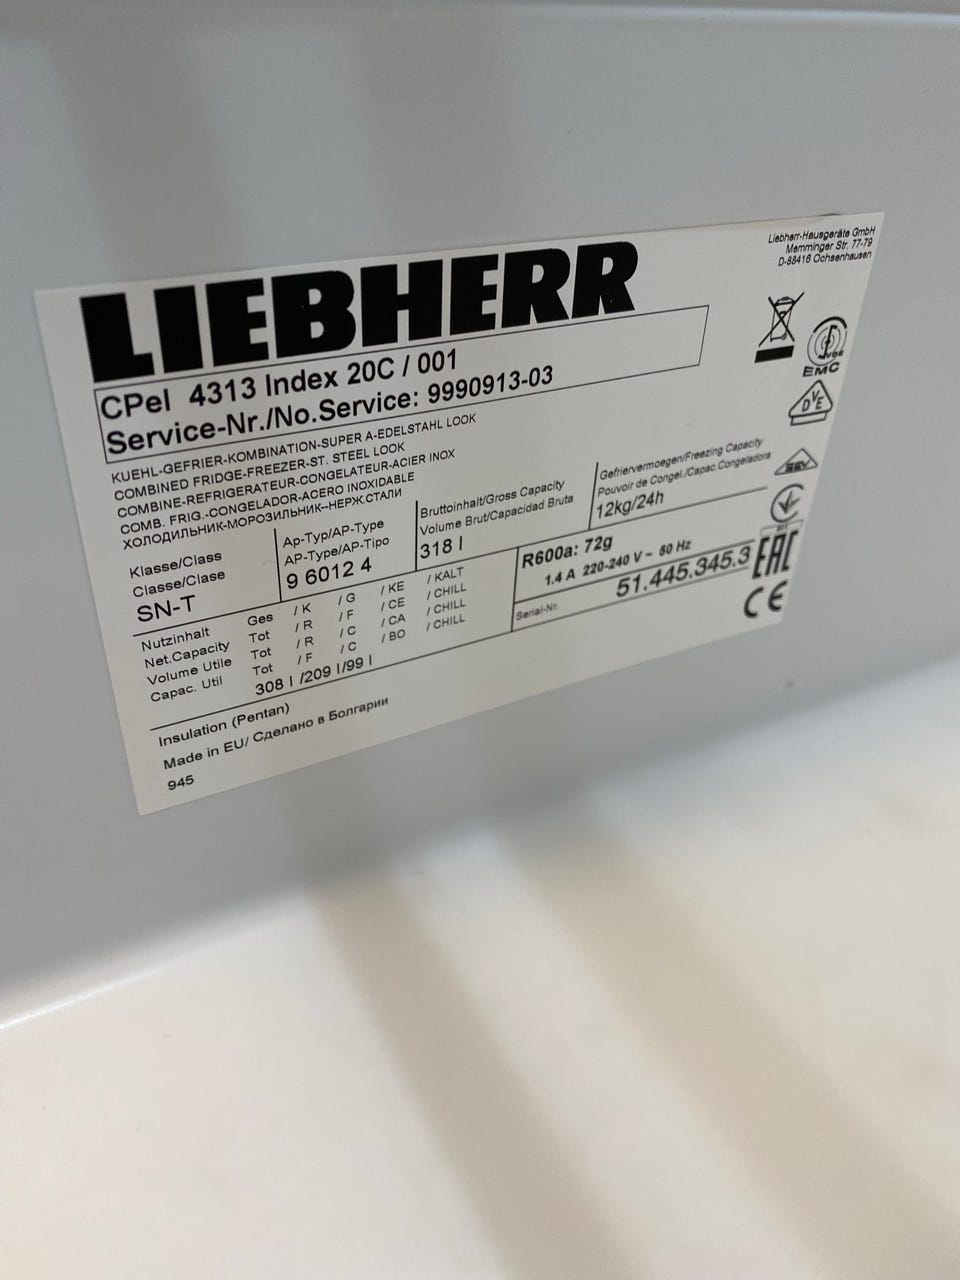 LIEBHERR
Liebherr-Hausgeräte GmbH
Memminger Str. 77-79
D-88416 Ochsenhausen
CPel 4313 Index 20C / 001
Service-Nr./No.Service: 9990913-03
KUEHL-GEFRIER-KOMBINATION-SUPER A-EDELSTAHL LOOK
COMBINED FRIDGE-FREEZER-ST. STEEL LOOK
COMBINE-REFRIGERATEUR-CONGELATEUR-ACIER INOX
COMB. FRIG.-CONGELADOR-ACERO INOXIDABLE
ХОЛОДИЛЬНИК-МОРОЗИЛЬНИК--НЕРЖ.СТАЛИ
Klasse/Class
Classe/Clase
SN-T
Ap-Typ/AP-Type
AP-Type/AP-Tipo
9 6012 4
Bruttoinhalt/Gross Capacity
Volume Brut/Capacidad Bruta
318 l
Gefriervermoegen/Freezing Capacity
Pouvoir de Congel./Capac.Congeladora
12kg/24h
Nutzinhalt Ges / K / G / KE / KALT
Net.Capacity Tot / R / F / CE / CHILL
Volume Utile Tot / R / C / CA / CHILL
Capac. Util Tot / F / C / BO / CHILL
308 l /209 l/99 l
R600a: 72g
1.4 A 220-240 V ~ 50 Hz
Serial-Nr. 51.445.345.3
Insulation (Pentan)
Made in EU/ Сделано в Болгарии
945
VDE
EMC
DVE
EAC
CE